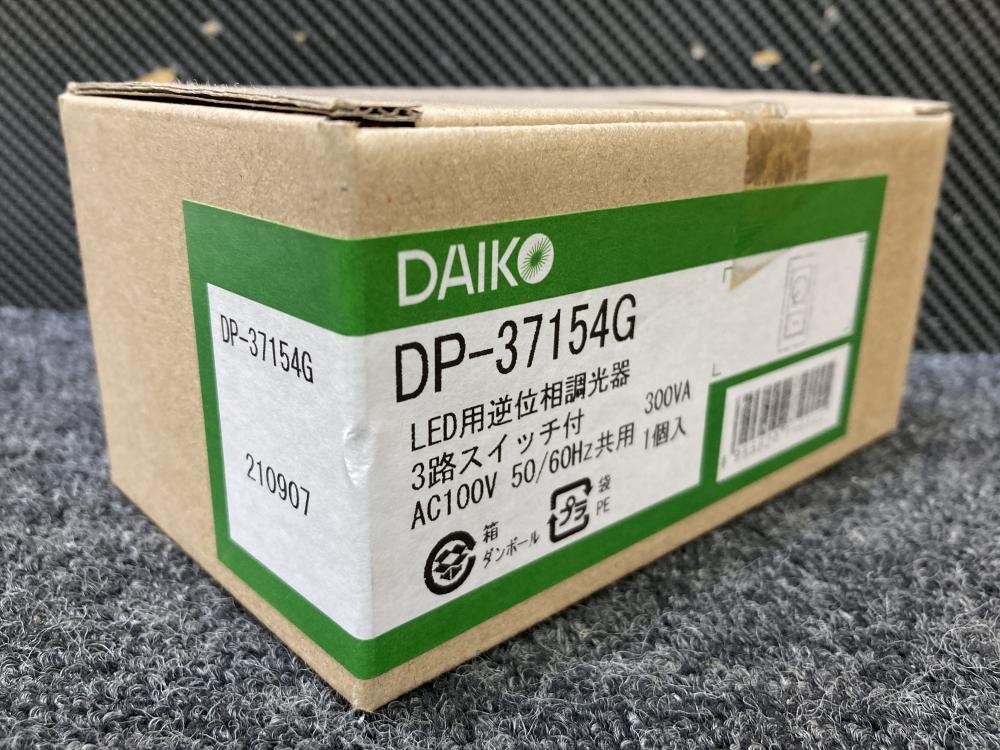 DAIKO
DP-37154G
LED用逆位相調光器
3路スイッチ付 300VA
AC100V 50/60Hz共用 1個入
箱
ダンボール
プラ
袋
PE
DP-37154G
210907